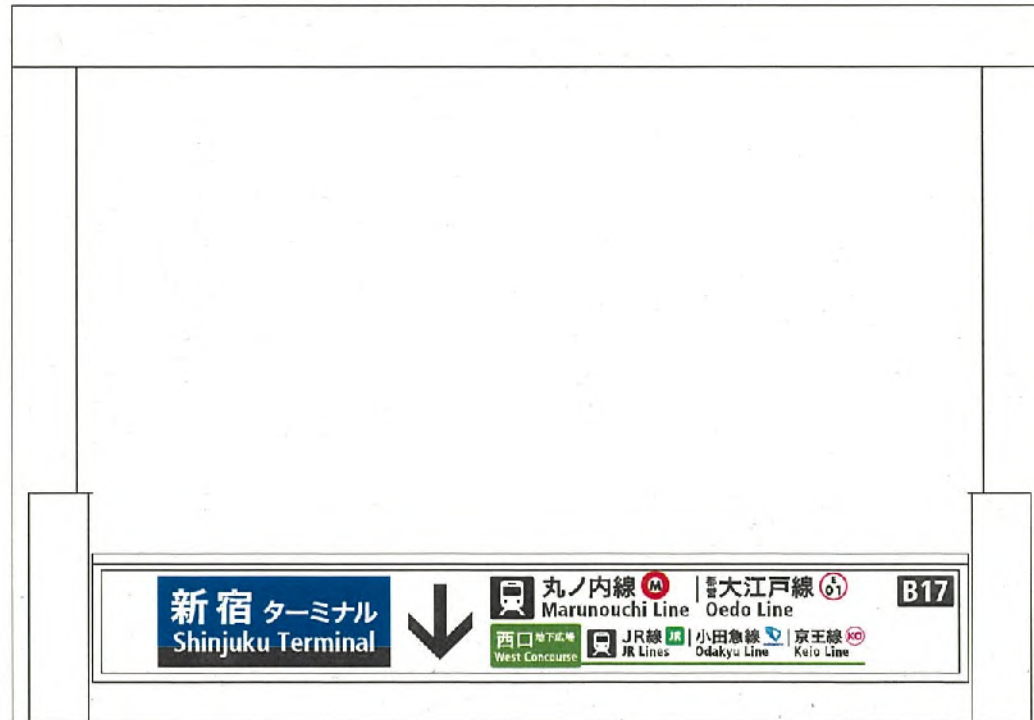 新宿 ターミナル
Shinjuku Terminal
丸ノ内線 M
Marunouchi Line
都営大江戸線 E 01
Oedo Line
B17
西口 地下広場
West Concourse
JR線 JR
JR Lines
小田急線
Odakyu Line
京王線 KO
Keio Line